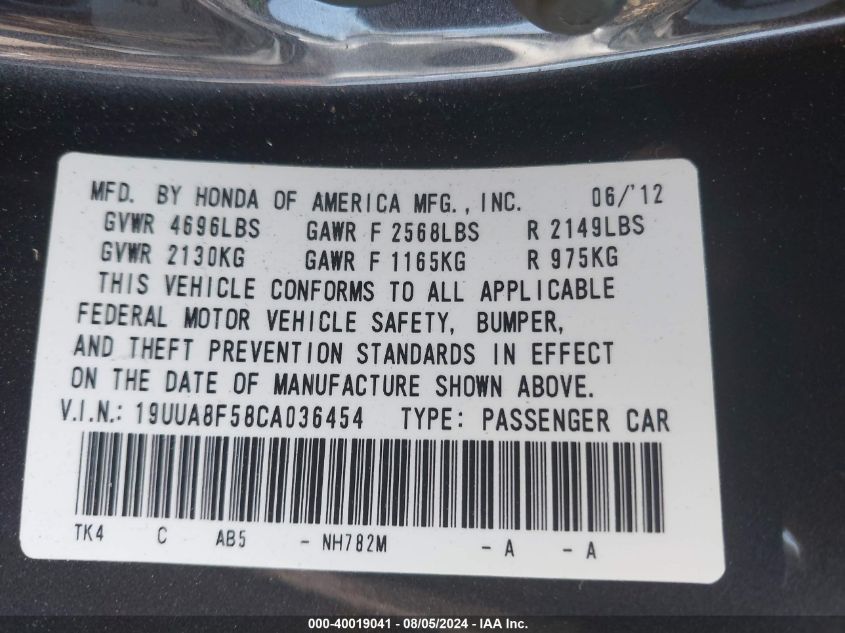 MFD. BY HONDA OF AMERICA MFG., INC. 06/'12
GVWR 4696LBS GAWR F 2568LBS R 2149LBS
GVWR 2130KG GAWR F 1165KG R 975KG
THIS VEHICLE CONFORMS TO ALL APPLICABLE
FEDERAL MOTOR VEHICLE SAFETY, BUMPER,
AND THEFT PREVENTION STANDARDS IN EFFECT
ON THE DATE OF MANUFACTURE SHOWN ABOVE.
V.I.N.: 19UUA8F58CA036454 TYPE: PASSENGER CAR
TK4 C AB5 - NH782M - A - A
000-40019041 - 08/05/2024 - IAA Inc.